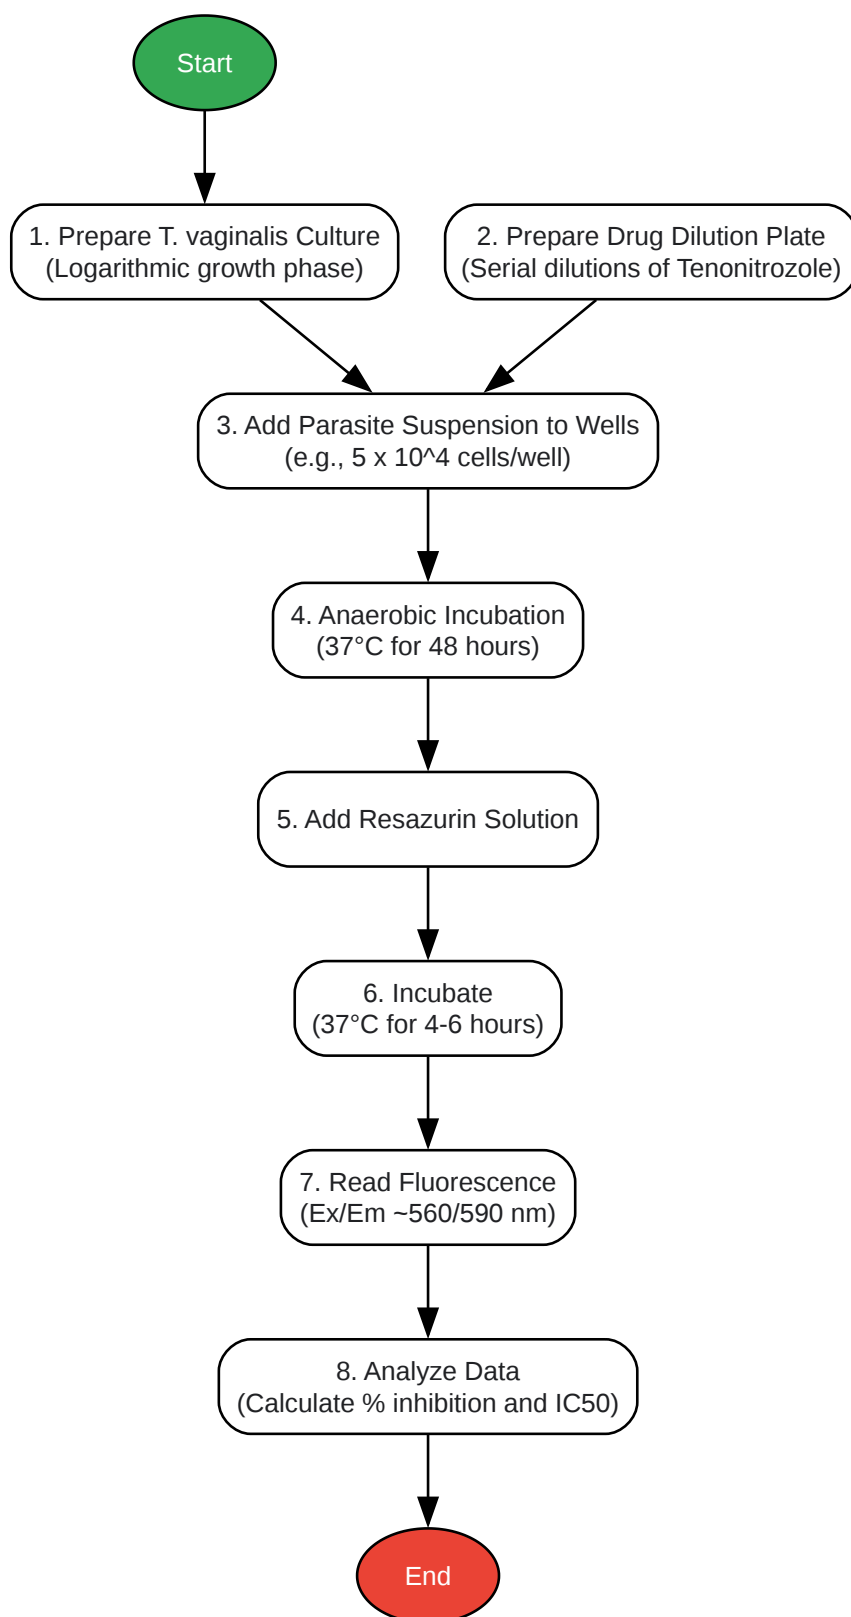 Start
1. Prepare T. vaginalis Culture
(Logarithmic growth phase)
2. Prepare Drug Dilution Plate
(Serial dilutions of Tenonitrozole)
3. Add Parasite Suspension to Wells
(e.g., 5 x 10^4 cells/well)
4. Anaerobic Incubation
(37°C for 48 hours)
5. Add Resazurin Solution
6. Incubate
(37°C for 4-6 hours)
7. Read Fluorescence
(Ex/Em ~560/590 nm)
8. Analyze Data
(Calculate % inhibition and IC50)
End